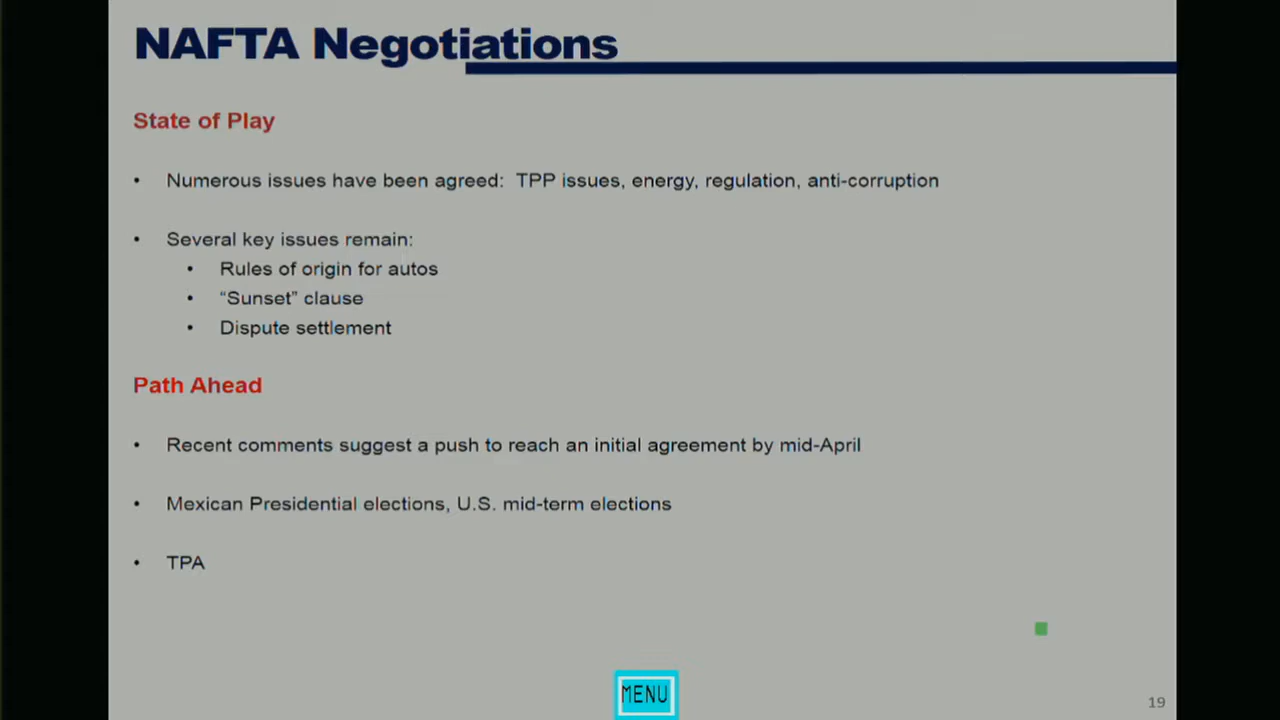 NAFTA Negotiations
State of Play
• Numerous issues have been agreed: TPP issues, energy, regulation, anti-corruption
• Several key issues remain:
• Rules of origin for autos
• “Sunset” clause
• Dispute settlement
Path Ahead
• Recent comments suggest a push to reach an initial agreement by mid-April
• Mexican Presidential elections, U.S. mid-term elections
• TPA
MENU
19